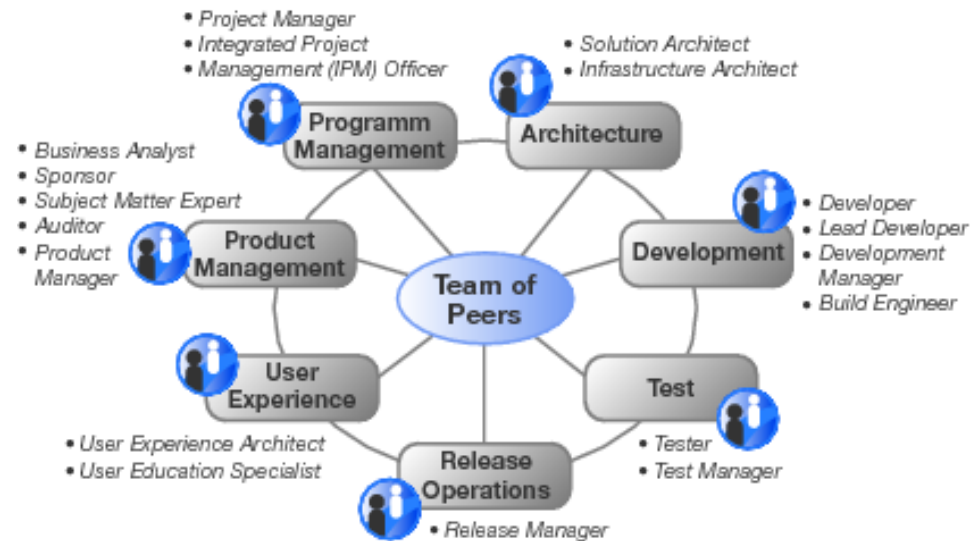 • Project Manager
• Integrated Project
• Management (IPM) Officer
• Solution Architect
• Infrastructure Architect
Programm
Management
Architecture
• Business Analyst
• Sponsor
• Subject Matter Expert
• Auditor
• Product
Manager
Product
Management
Development
• Developer
• Lead Developer
• Development
Manager
• Build Engineer
Team of
Peers
User
Experience
Test
• User Experience Architect
• User Education Specialist
• Tester
• Test Manager
Release
Operations
• Release Manager